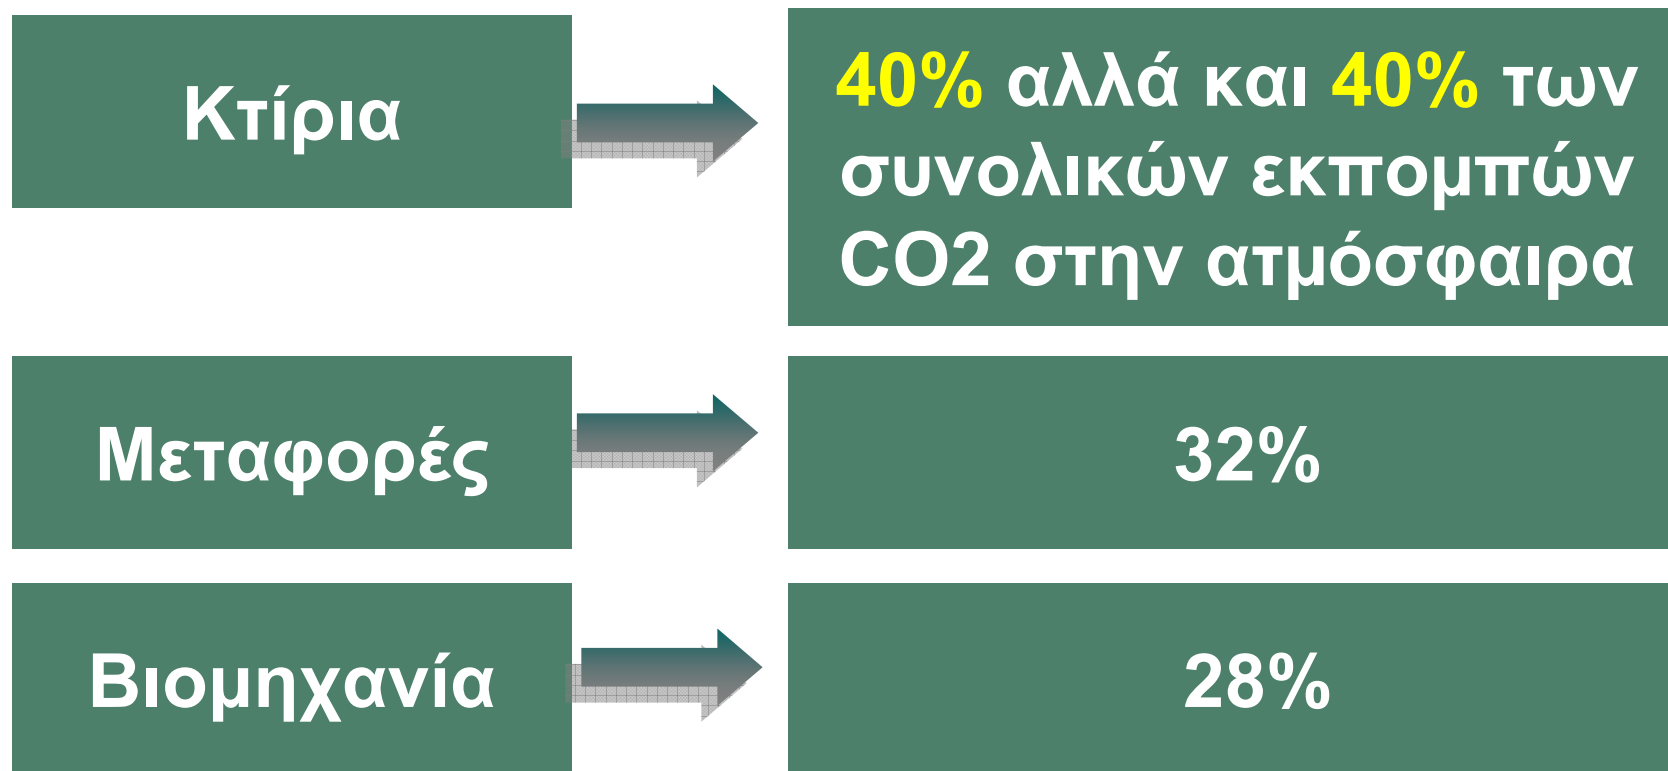 Κτίρια
40% αλλά και 40% των
συνολικών εκπομπών
CO2 στην ατμόσφαιρα
Μεταφορές
32%
Βιομηχανία
28%